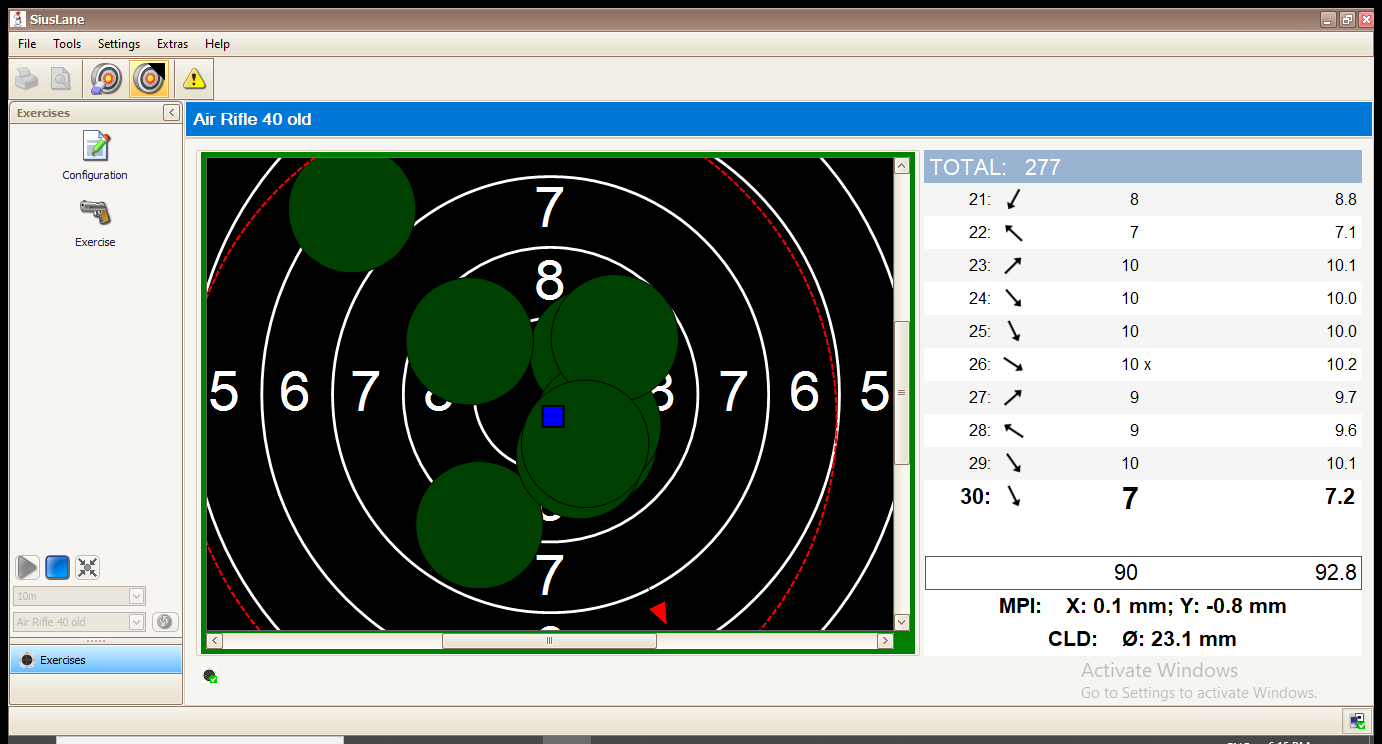 SiusLane
File Tools Settings Extras Help
Exercises
Configuration
Exercise
10m
Air Rifle 40 old
Exercises
Air Rifle 40 old
7
8
5 6 7 8 7 6 5
7
TOTAL: 277
21: 8 8.8
22: 7 7.1
23: 10 10.1
24: 10 10.0
25: 10 10.0
26: 10 x 10.2
27: 9 9.7
28: 9 9.6
29: 10 10.1
30: 7 7.2
90 92.8
MPI: X: 0.1 mm; Y: -0.8 mm
CLD: Ø: 23.1 mm
Activate Windows
Go to Settings to activate Windows.